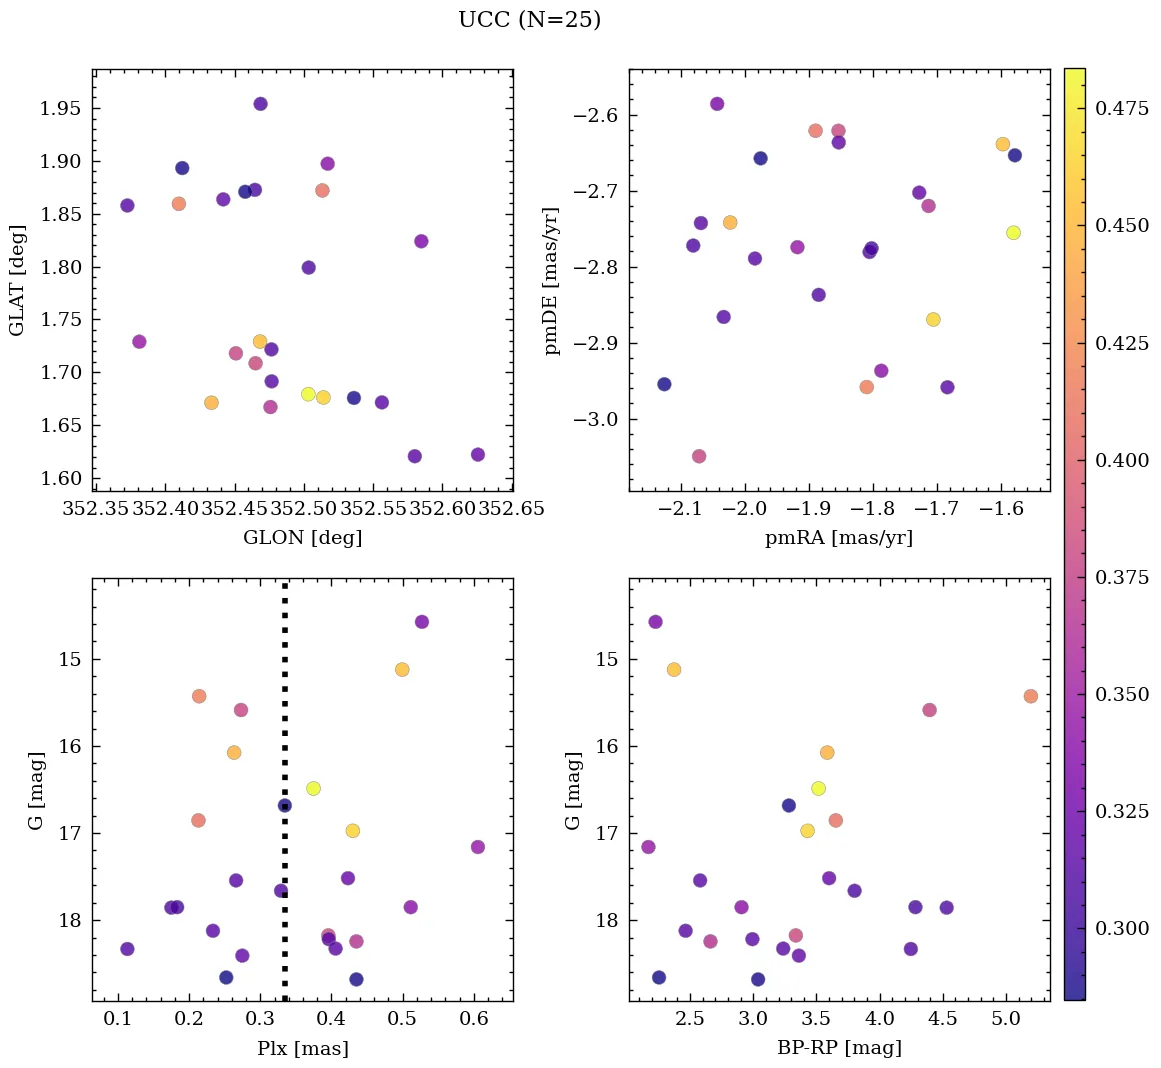 UCC (N=25)
1.95
1.90
1.85
1.80
1.75
1.70
1.65
1.60
GLAT [deg]
352.35 352.40 352.45 352.50 352.55 352.60 352.65
GLON [deg]
−2.6
−2.7
−2.8
−2.9
−3.0
pmDE [mas/yr]
−2.1 −2.0 −1.9 −1.8 −1.7 −1.6
pmRA [mas/yr]
15
16
17
18
G [mag]
0.1 0.2 0.3 0.4 0.5 0.6
Plx [mas]
15
16
17
18
G [mag]
2.5 3.0 3.5 4.0 4.5 5.0
BP-RP [mag]
0.475
0.450
0.425
0.400
0.375
0.350
0.325
0.300